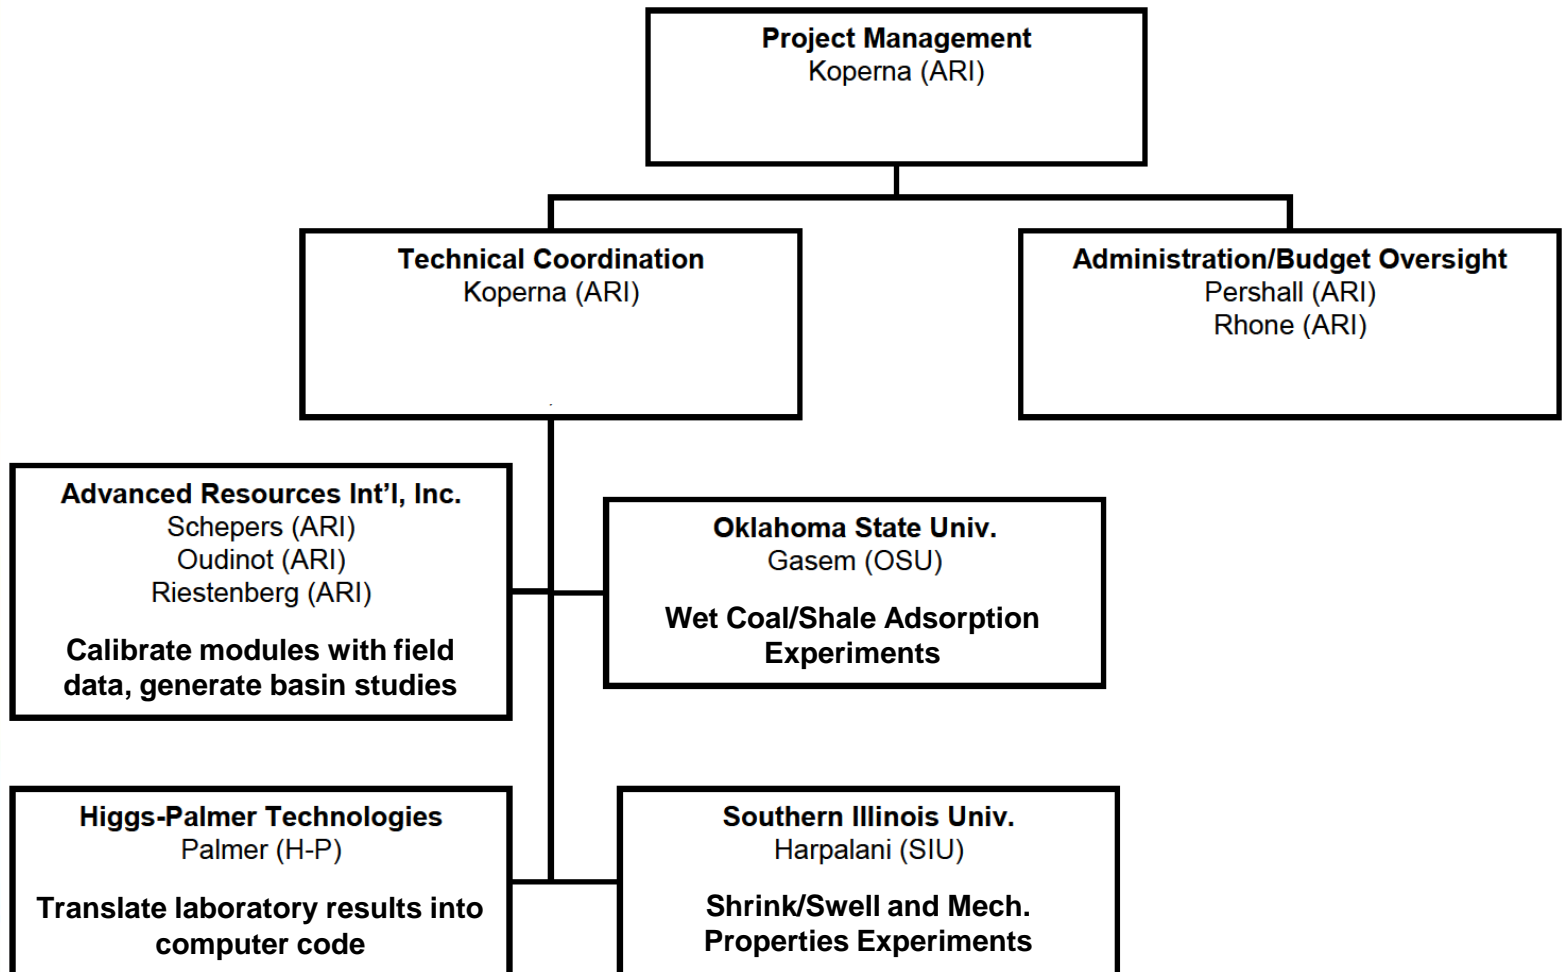 Project Management
Koperna (ARI)
Technical Coordination
Koperna (ARI)
Administration/Budget Oversight
Pershall (ARI)
Rhone (ARI)
Advanced Resources Int’l, Inc.
Schepers (ARI)
Oudinot (ARI)
Riestenberg (ARI)
Calibrate modules with field
data, generate basin studies
Oklahoma State Univ.
Gasem (OSU)
Wet Coal/Shale Adsorption
Experiments
Higgs-Palmer Technologies
Palmer (H-P)
Translate laboratory results into
computer code
Southern Illinois Univ.
Harpalani (SIU)
Shrink/Swell and Mech.
Properties Experiments